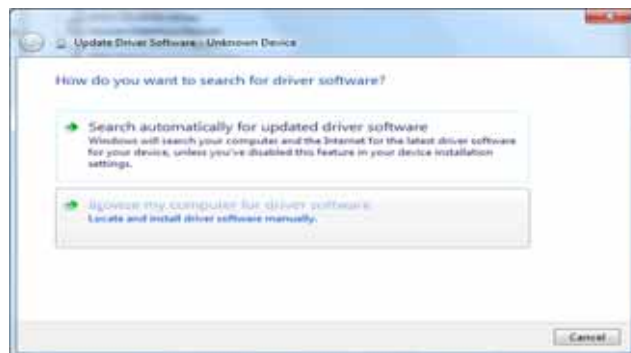 Update Driver Software - Unknown Device
How do you want to search for driver software?
Search automatically for updated driver software
Windows will search your computer and the Internet for the latest driver software
for your device, unless you've disabled this feature in your device installation
settings.
Browse my computer for driver software
Locate and install driver software manually.
Cancel